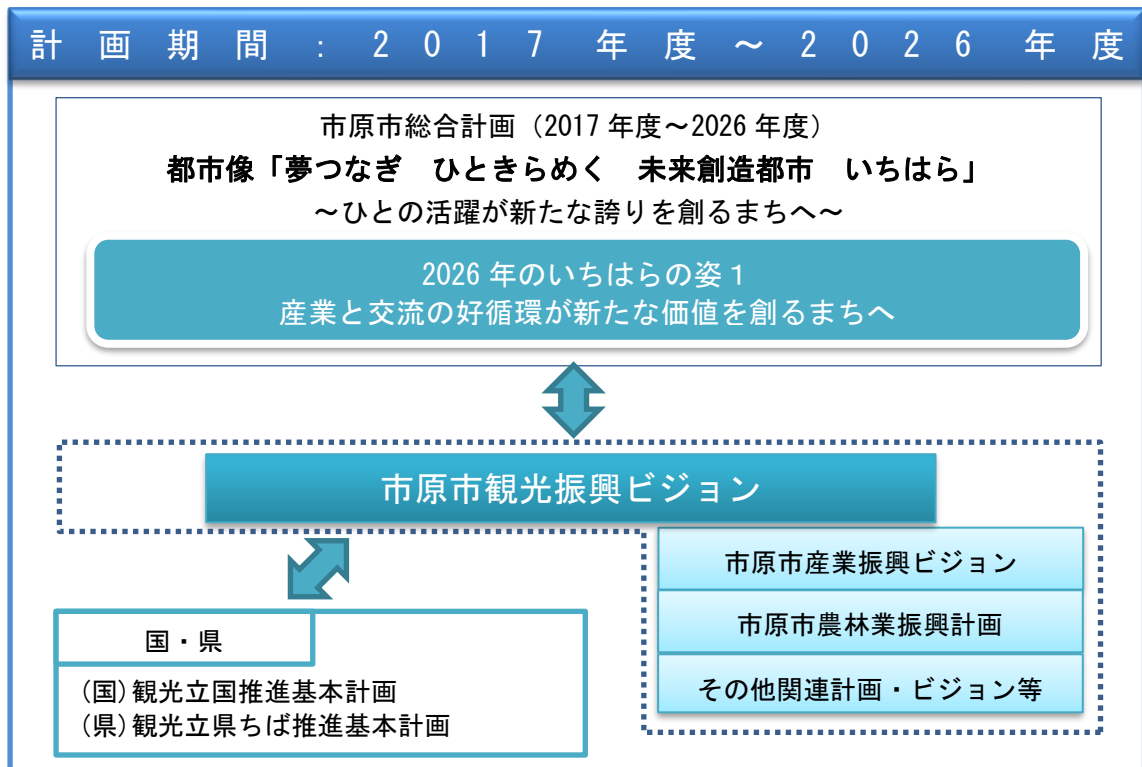 計画期間：2017年度～2026年度
市原市総合計画（2017年度～2026年度）
都市像「夢つなぎ　ひときらめく　未来創造都市　いちはら」
～ひとの活躍が新たな誇りを創るまちへ～
2026年のいちはらの姿１
産業と交流の好循環が新たな価値を創るまちへ
市原市観光振興ビジョン
市原市産業振興ビジョン
市原市農林業振興計画
その他関連計画・ビジョン等
国・県
(国)観光立国推進基本計画
(県)観光立県ちば推進基本計画